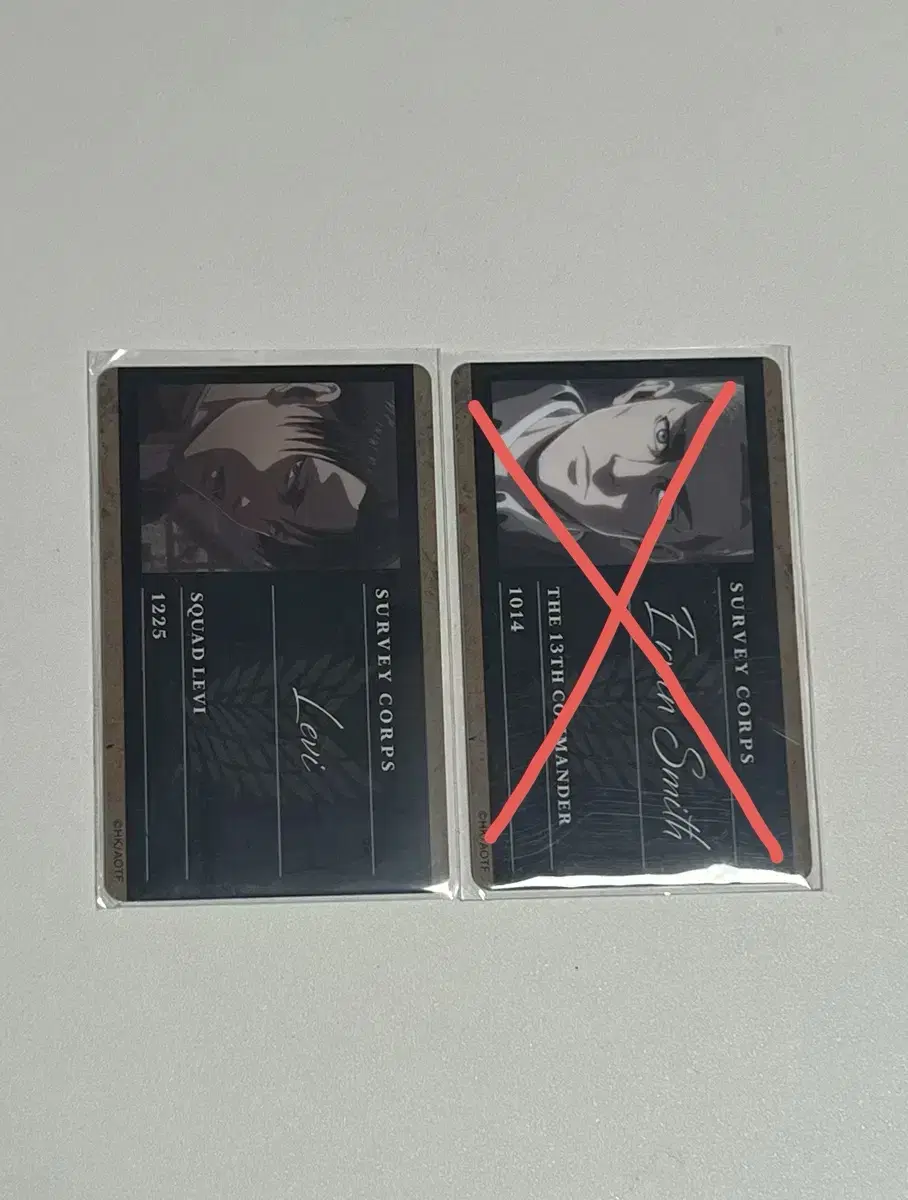 SURVEY CORPS
Levi
SQUAD LEVI
1225
©HK/AOTF
SURVEY CORPS
Erwin Smith
THE 13TH COMMANDER
1014
©HK/AOTF